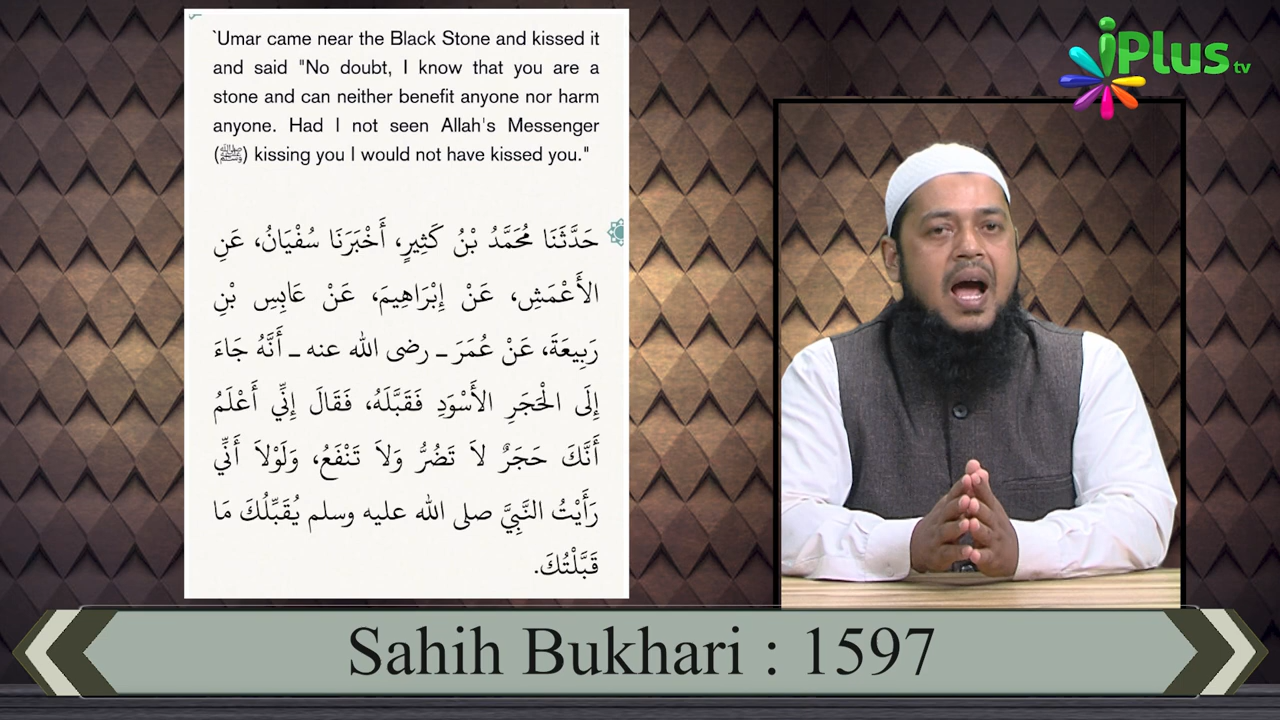 `Umar came near the Black Stone and kissed it
and said "No doubt, I know that you are a
stone and can neither benefit anyone nor harm
anyone. Had I not seen Allah's Messenger
(ﷺ) kissing you I would not have kissed you."
حَدَّثَنَا مُحَمَّدُ بْنُ كَثِيرٍ، أَخْبَرَنَا سُفْيَانُ، عَنِ
الأَعْمَشِ، عَنْ إِبْرَاهِيمَ، عَنْ عَابِسِ بْنِ
رَبِيعَةَ، عَنْ عُمَرَ ـ رضى الله عنه ـ أَنَّهُ جَاءَ
إِلَى الْحَجَرِ الأَسْوَدِ فَقَبَّلَهُ، فَقَالَ إِنِّي أَعْلَمُ
أَنَّكَ حَجَرٌ لاَ تَضُرُّ وَلاَ تَنْفَعُ، وَلَوْلاَ أَنِّي
رَأَيْتُ النَّبِيَّ صلى الله عليه وسلم يُقَبِّلُكَ مَا
قَبَّلْتُكَ.
iPlus tv
Sahih Bukhari : 1597